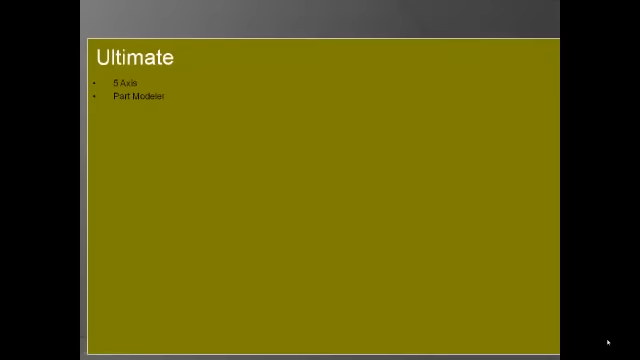 Ultimate
• 5 Axis
• Part Modeler